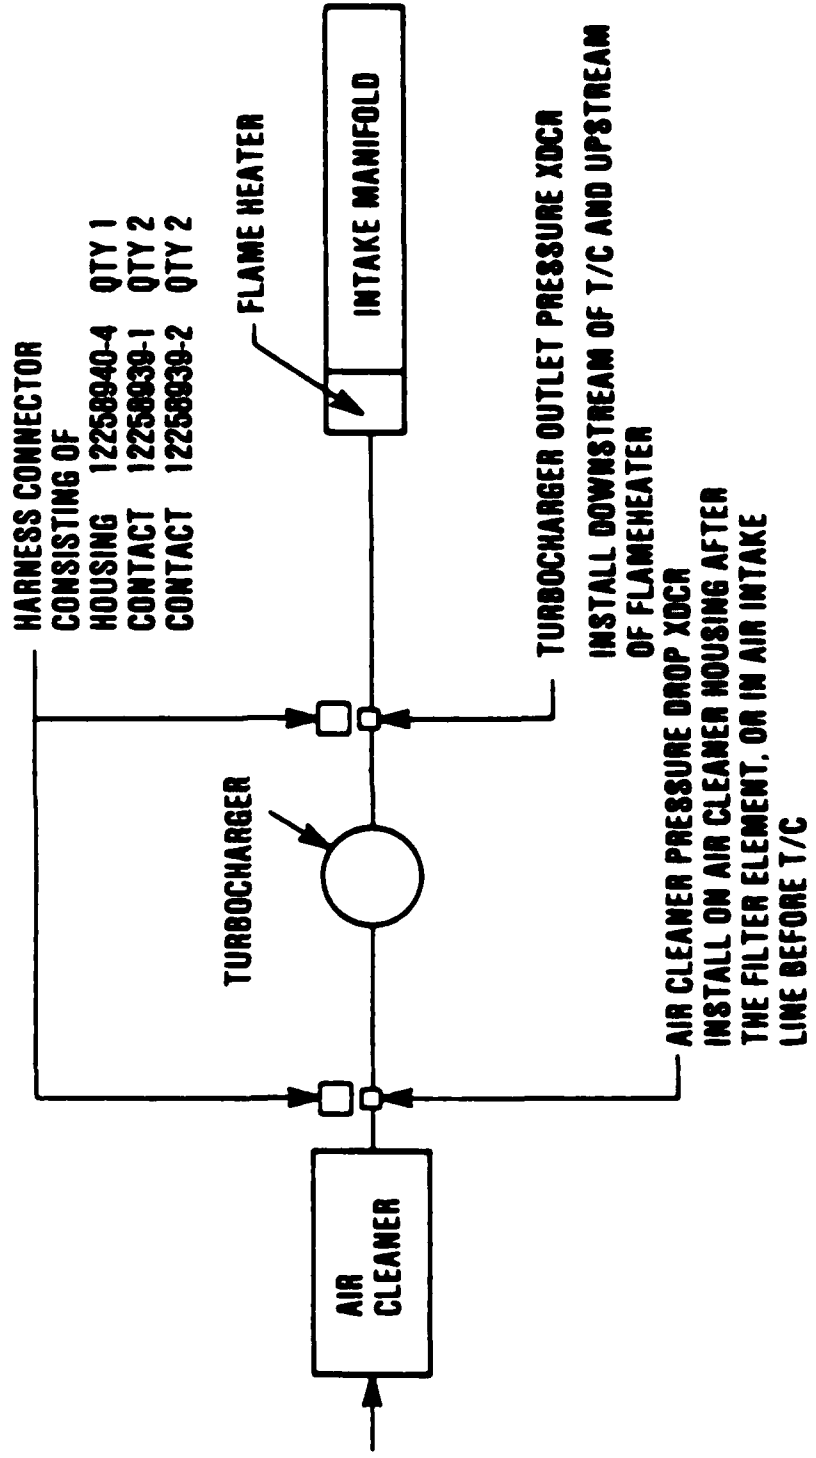 HARNESS CONNECTOR
CONSISTING OF
HOUSING 12258940-4 QTY 1
CONTACT 12258939-1 QTY 2
CONTACT 12258939-2 QTY 2
FLAME HEATER
TURBOCHARGER
INTAKE MANIFOLD
AIR
CLEANER
TURBOCHARGER OUTLET PRESSURE XDCR
INSTALL DOWNSTREAM OF T/C AND UPSTREAM
OF FLAMEHEATER
AIR CLEANER PRESSURE DROP XDCR
INSTALL ON AIR CLEANER HOUSING AFTER
THE FILTER ELEMENT, OR IN AIR INTAKE
LINE BEFORE T/C